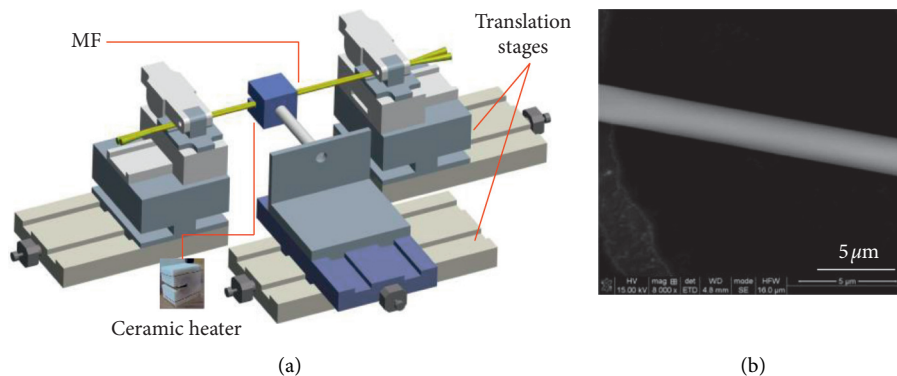 MF
Translation
stages
Ceramic heater
(a)
5 μm
HV mag det WD mode HFW
15.00 kV 8 000 x ETD 4.8 mm SE 16.0 μm
5 μm
(b)